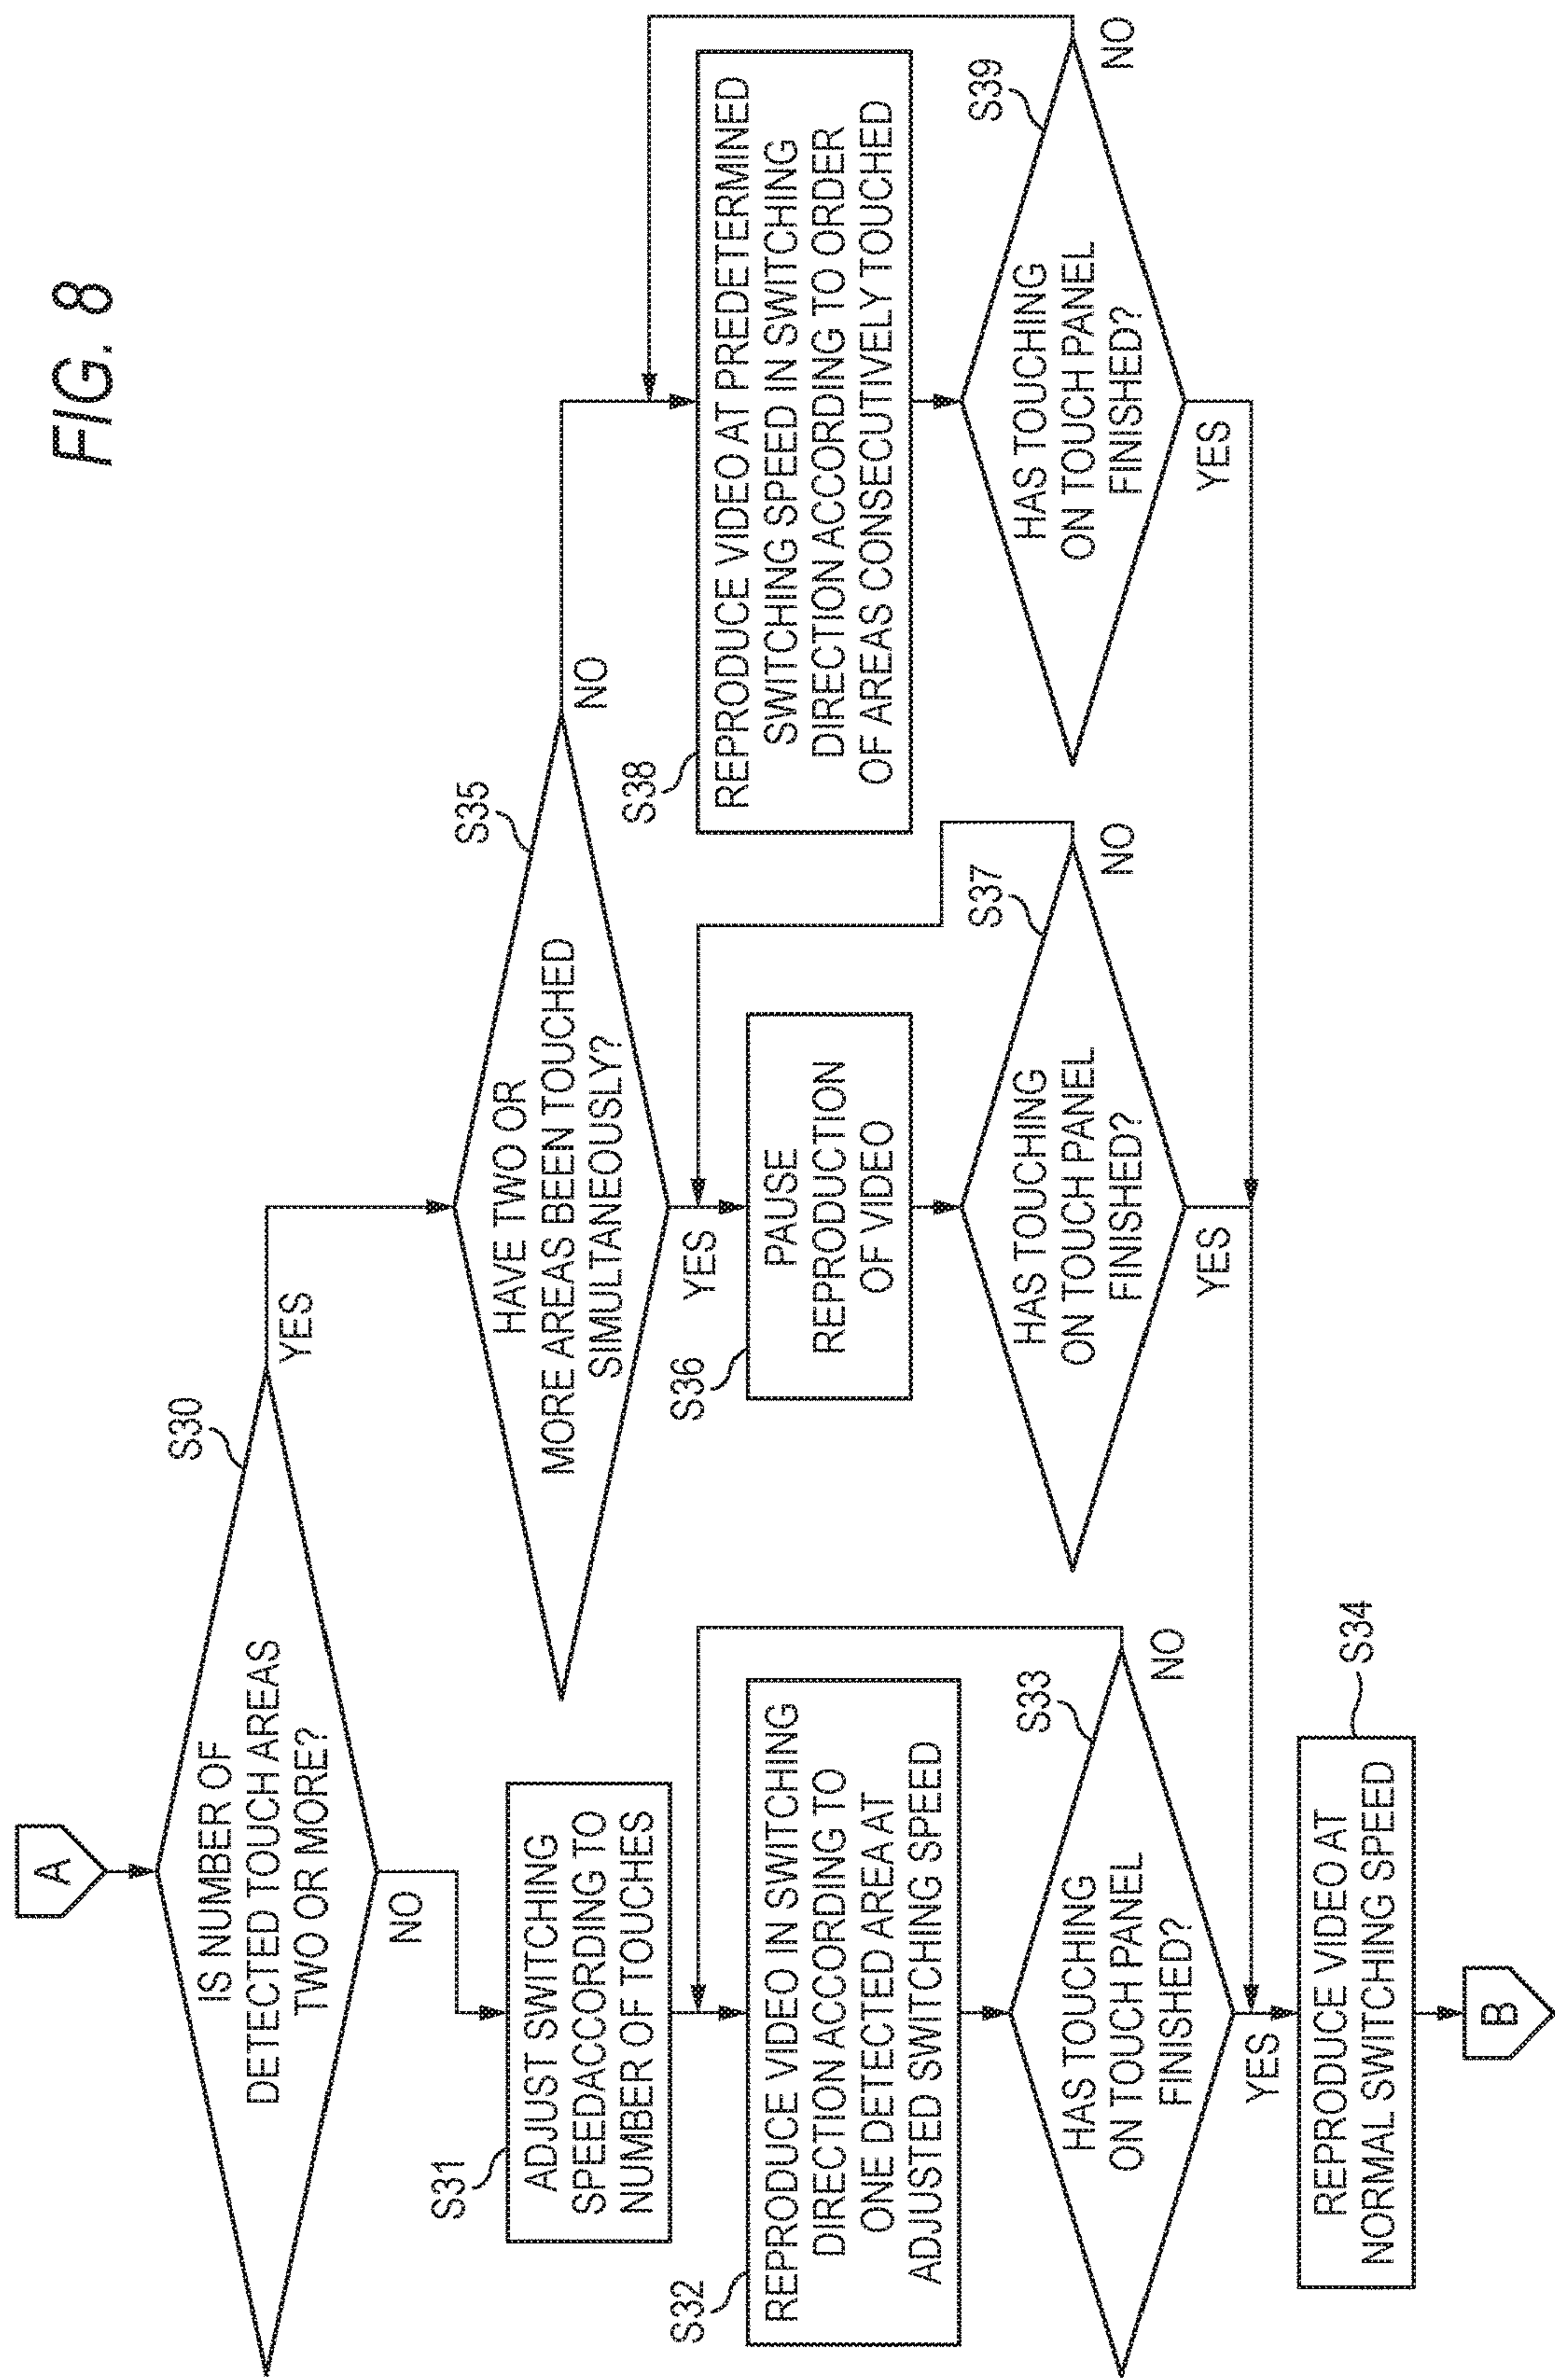 FIG. 8
A
S30
IS NUMBER OF
DETECTED TOUCH AREAS
TWO OR MORE?
YES
NO
S31
ADJUST SWITCHING
SPEEDACCORDING TO
NUMBER OF TOUCHES
S32
REPRODUCE VIDEO IN SWITCHING
DIRECTION ACCORDING TO
ONE DETECTED AREA AT
ADJUSTED SWITCHING SPEED
S33
HAS TOUCHING
ON TOUCH PANEL
FINISHED?
NO
YES
S34
REPRODUCE VIDEO AT
NORMAL SWITCHING SPEED
B
S35
HAVE TWO OR
MORE AREAS BEEN TOUCHED
SIMULTANEOUSLY?
NO
YES
S36
PAUSE
REPRODUCTION
OF VIDEO
S37
HAS TOUCHING
ON TOUCH PANEL
FINISHED?
NO
YES
S38
REPRODUCE VIDEO AT PREDETERMINED
SWITCHING SPEED IN SWITCHING
DIRECTION ACCORDING TO ORDER
OF AREAS CONSECUTIVELY TOUCHED
S39
HAS TOUCHING
ON TOUCH PANEL
FINISHED?
NO
YES